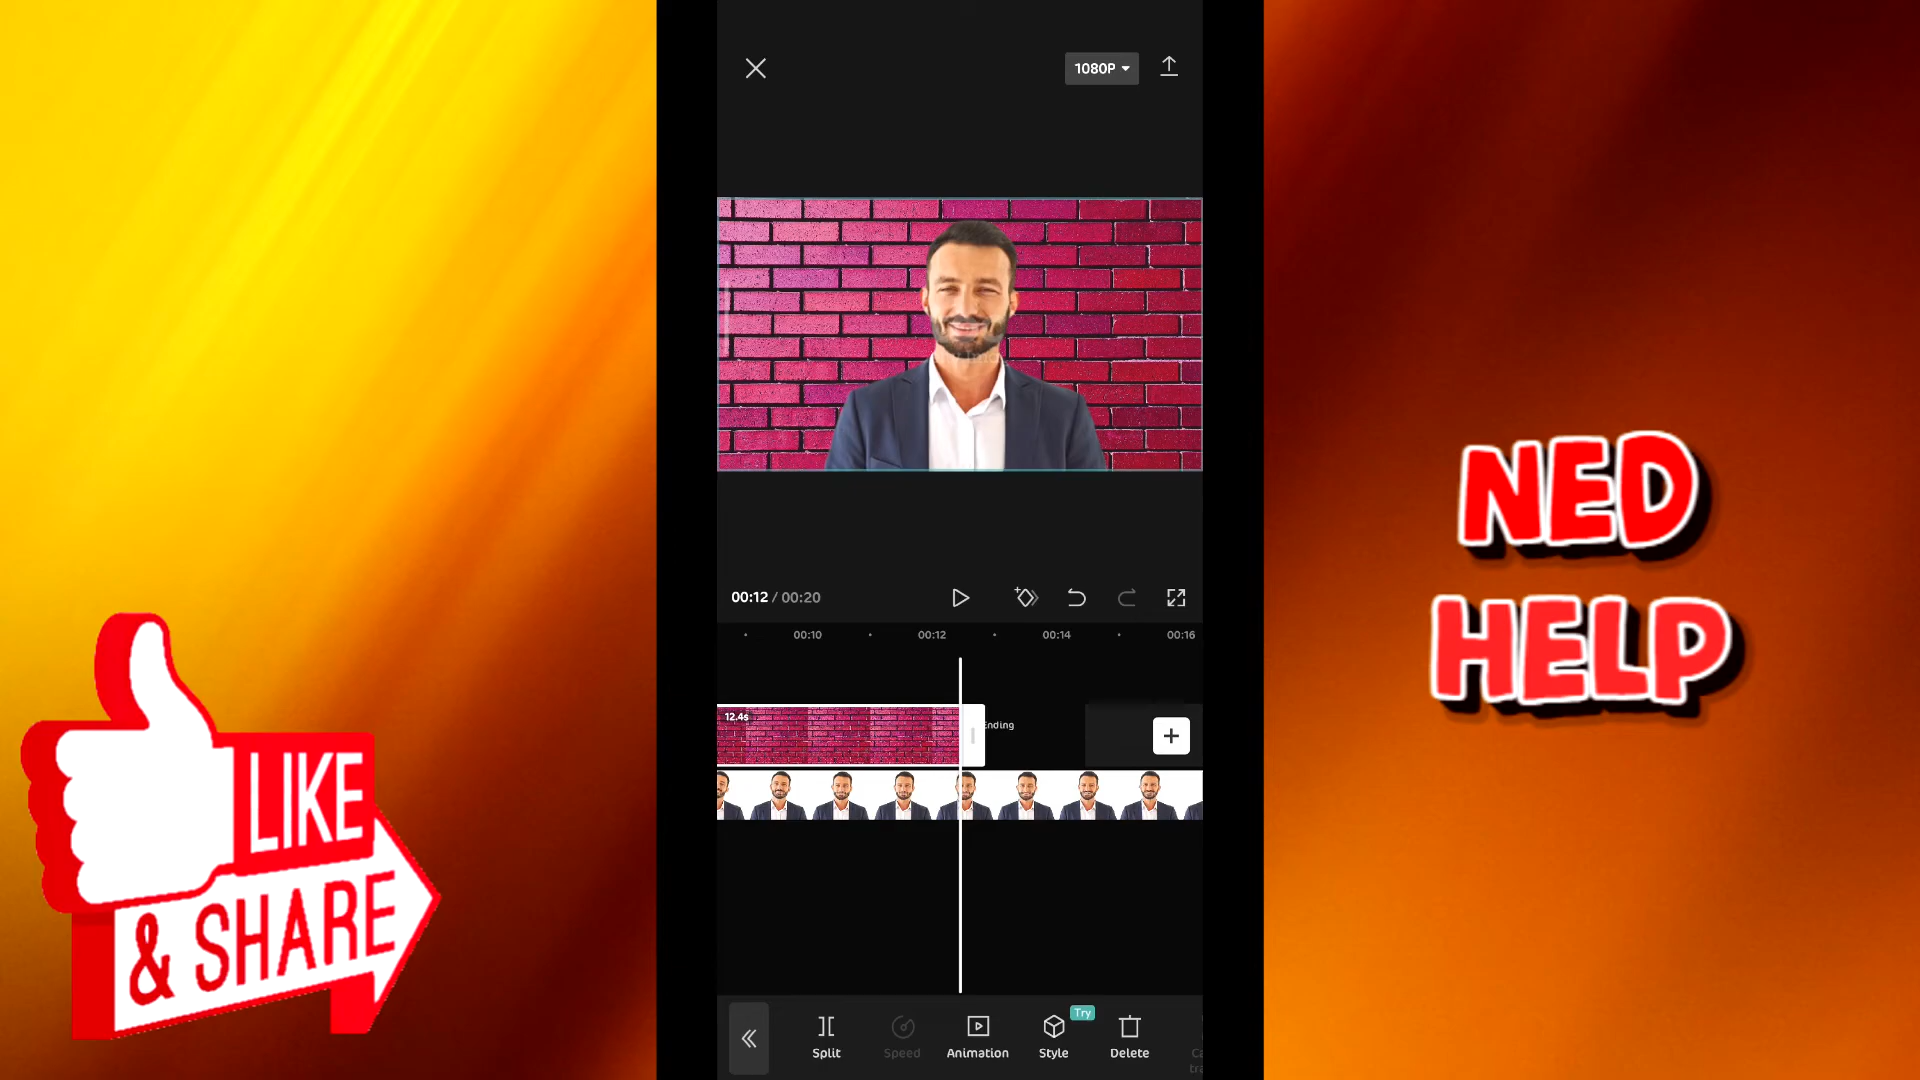 1080P
00:12 / 00:20
00:10 00:12 00:14 00:16
12.4s
Ending
LIKE
& SHARE
NED
HELP
Try
Split Speed Animation Style Delete